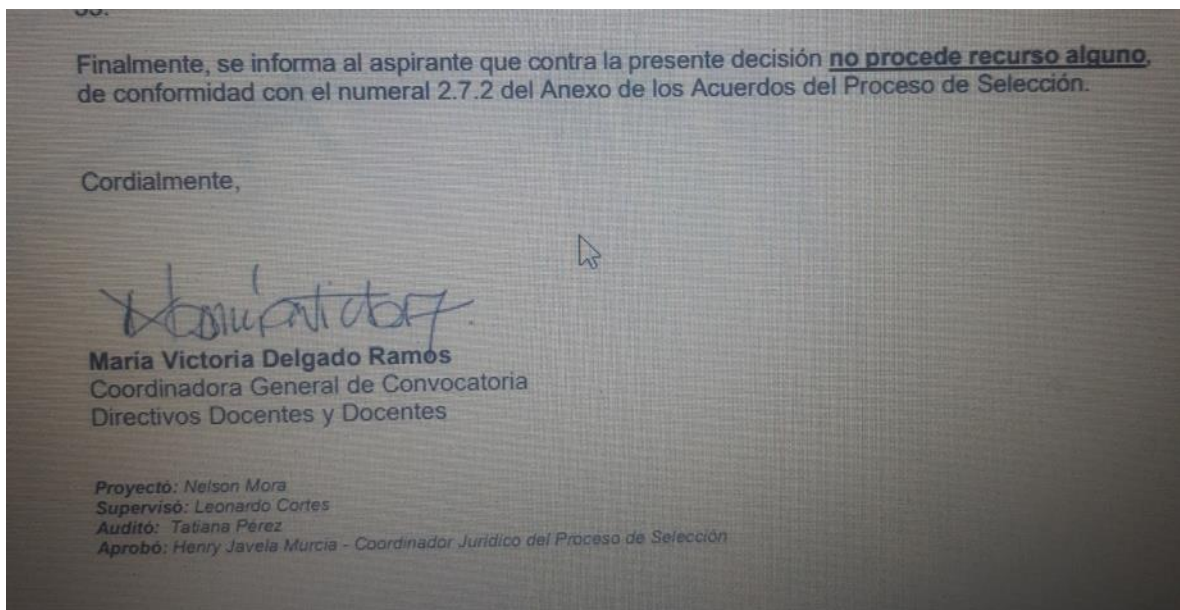 Finalmente, se informa al aspirante que contra la presente decisión no procede recurso alguno,
de conformidad con el numeral 2.7.2 del Anexo de los Acuerdos del Proceso de Selección.
Cordialmente,
María Victoria Delgado Ramos
Coordinadora General de Convocatoria
Directivos Docentes y Docentes
Proyectó: Nelson Mora
Supervisó: Leonardo Cortes
Auditó: Tatiana Pérez
Aprobó: Henry Javela Murcia - Coordinador Jurídico del Proceso de Selección